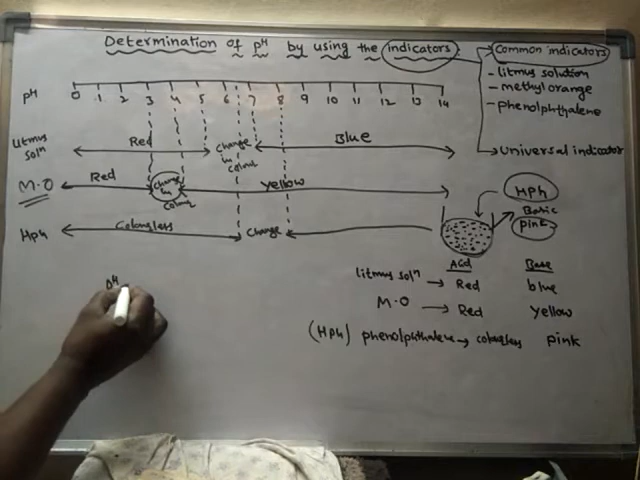 Determination of pH by using the indicators
Common indicators
- litmus solution
- methyl orange
- phenolphthalene
Universal indicator
pH
0 1 2 3 4 5 6 7 8 9 10 11 12 13 14
Litmus soln
Red
Change in colour
Blue
M.O
Red
Change in colour
Yellow
Hph
Colourless
Change
HPh
Basic
Pink
Acid Base
litmus soln → Red blue
M.O → Red Yellow
(HPh) phenolphthalene → colourless pink
pH